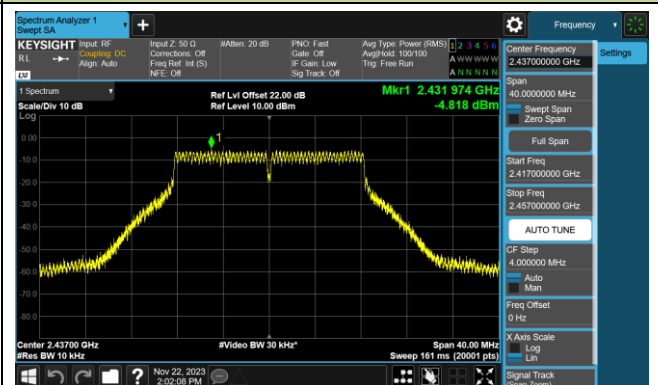 Spectrum Analyzer 1
Swept SA
+
Frequency
KEYSIGHT
RL
LXI
Input: RF
Coupling: DC
Align: Auto
Input Z: 50 Ω
Corrections: Off
Freq Ref: Int (S)
NFE: Off
#Atten: 20 dB
PNO: Fast
Gate: Off
IF Gain: Low
Sig Track: Off
Avg Type: Power (RMS)
Avg|Hold: 100/100
Trig: Free Run
1 2 3 4 5 6
A W W W W W
A N N N N N
Center Frequency
2.437000000 GHz
Settings
Span
40.0000000 MHz
Swept Span
Zero Span
Full Span
Start Freq
2.417000000 GHz
Stop Freq
2.457000000 GHz
AUTO TUNE
CF Step
4.000000 MHz
Auto
Man
Freq Offset
0 Hz
X Axis Scale
Log
Lin
Signal Track
(Span Zoom)
1 Spectrum
Scale/Div 10 dB
Log
Ref Lvl Offset 22.00 dB
Ref Level 10.00 dBm
Mkr1 2.431 974 GHz
-4.818 dBm
1
0.00
-10.0
-20.0
-30.0
-40.0
-50.0
-60.0
-70.0
-80.0
Center 2.43700 GHz
#Res BW 10 kHz
#Video BW 30 kHz*
Span 40.00 MHz
Sweep 161 ms (20001 pts)
?
Nov 22, 2023
2:02:08 PM